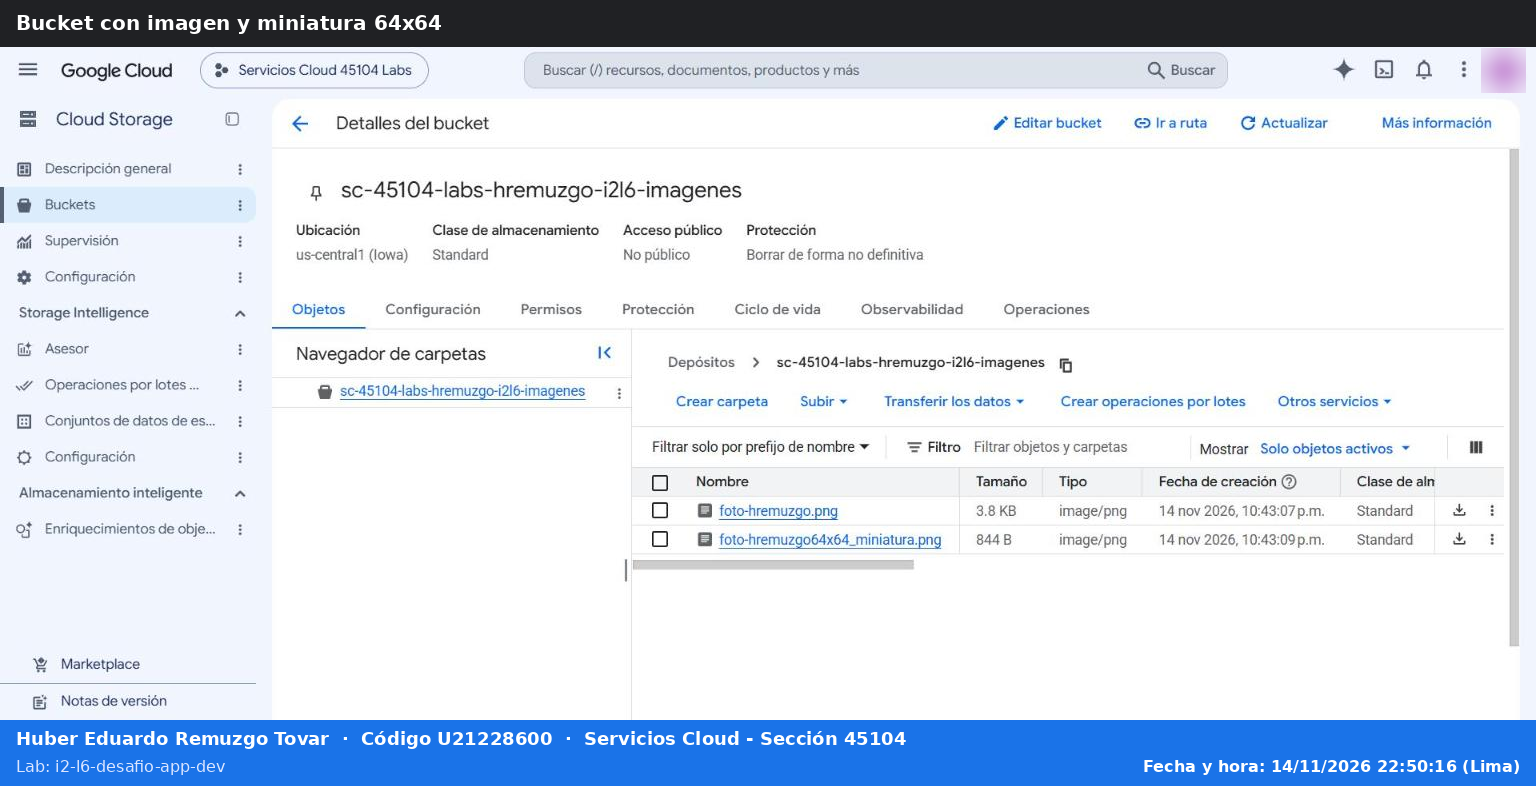 Bucket con imagen y miniatura 64x64
Google Cloud
Servicios Cloud 45104 Labs
Buscar (/) recursos, documentos, productos y más
Buscar
Cloud Storage
Descripción general
Buckets
Supervisión
Configuración
Storage Intelligence
Asesor
Operaciones por lotes ...
Conjuntos de datos de es...
Configuración
Almacenamiento inteligente
Enriquecimientos de obje...
Marketplace
Notas de versión
Detalles del bucket
Editar bucket
Ir a ruta
Actualizar
Más información
sc-45104-labs-hremuzgo-i2l6-imagenes
Ubicación Clase de almacenamiento Acceso público Protección
us-central1 (Iowa) Standard No público Borrar de forma no definitiva
Objetos Configuración Permisos Protección Ciclo de vida Observabilidad Operaciones
Navegador de carpetas
sc-45104-labs-hremuzgo-i2l6-imagenes
Depósitos > sc-45104-labs-hremuzgo-i2l6-imagenes
Crear carpeta Subir Transferir los datos Crear operaciones por lotes Otros servicios
Filtrar solo por prefijo de nombre Filtro Filtrar objetos y carpetas Mostrar Solo objetos activos
Nombre Tamaño Tipo Fecha de creación Clase de alm
foto-hremuzgo.png 3.8 KB image/png 14 nov 2026, 10:43:07 p.m. Standard
foto-hremuzgo64x64_miniatura.png 844 B image/png 14 nov 2026, 10:43:09 p.m. Standard
Huber Eduardo Remuzgo Tovar · Código U21228600 · Servicios Cloud - Sección 45104
Lab: i2-l6-desafio-app-dev
Fecha y hora: 14/11/2026 22:50:16 (Lima)